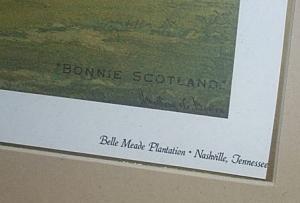 "BONNIE SCOTLAND."
Belle Meade Plantation • Nashville, Tennessee